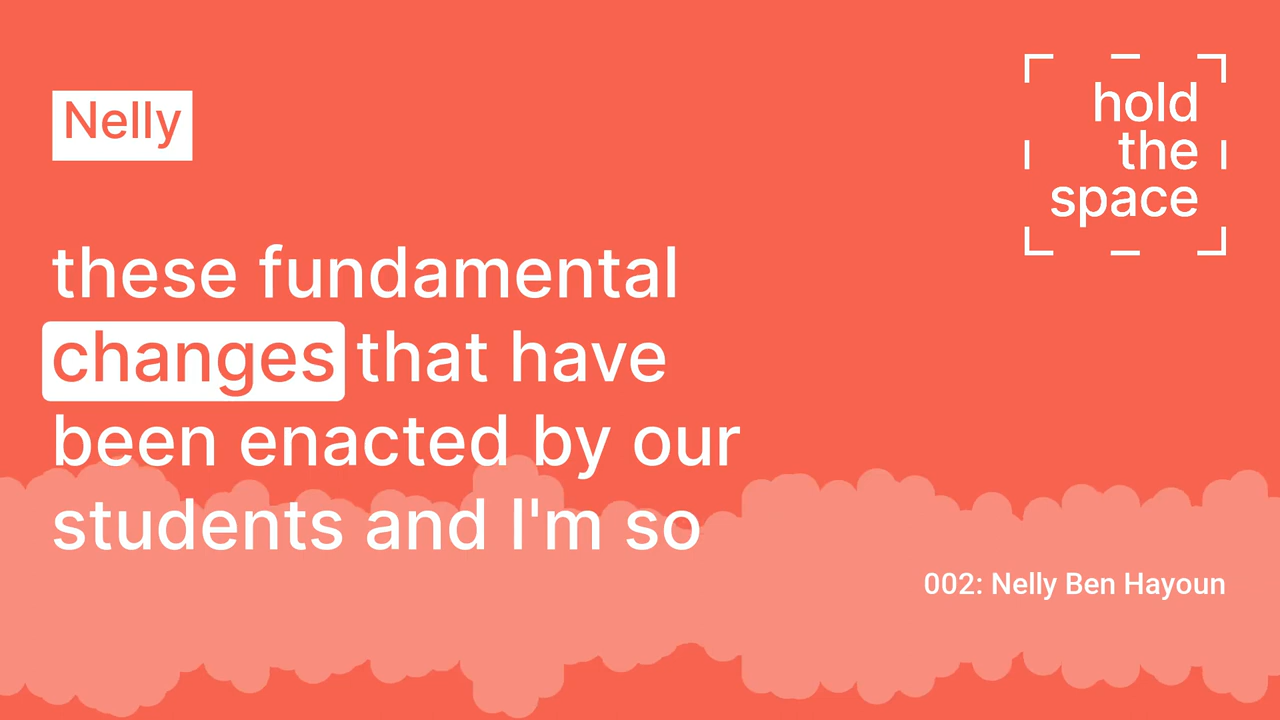 Nelly
hold
the
space
these fundamental
changes that have
been enacted by our
students and I'm so
002: Nelly Ben Hayoun